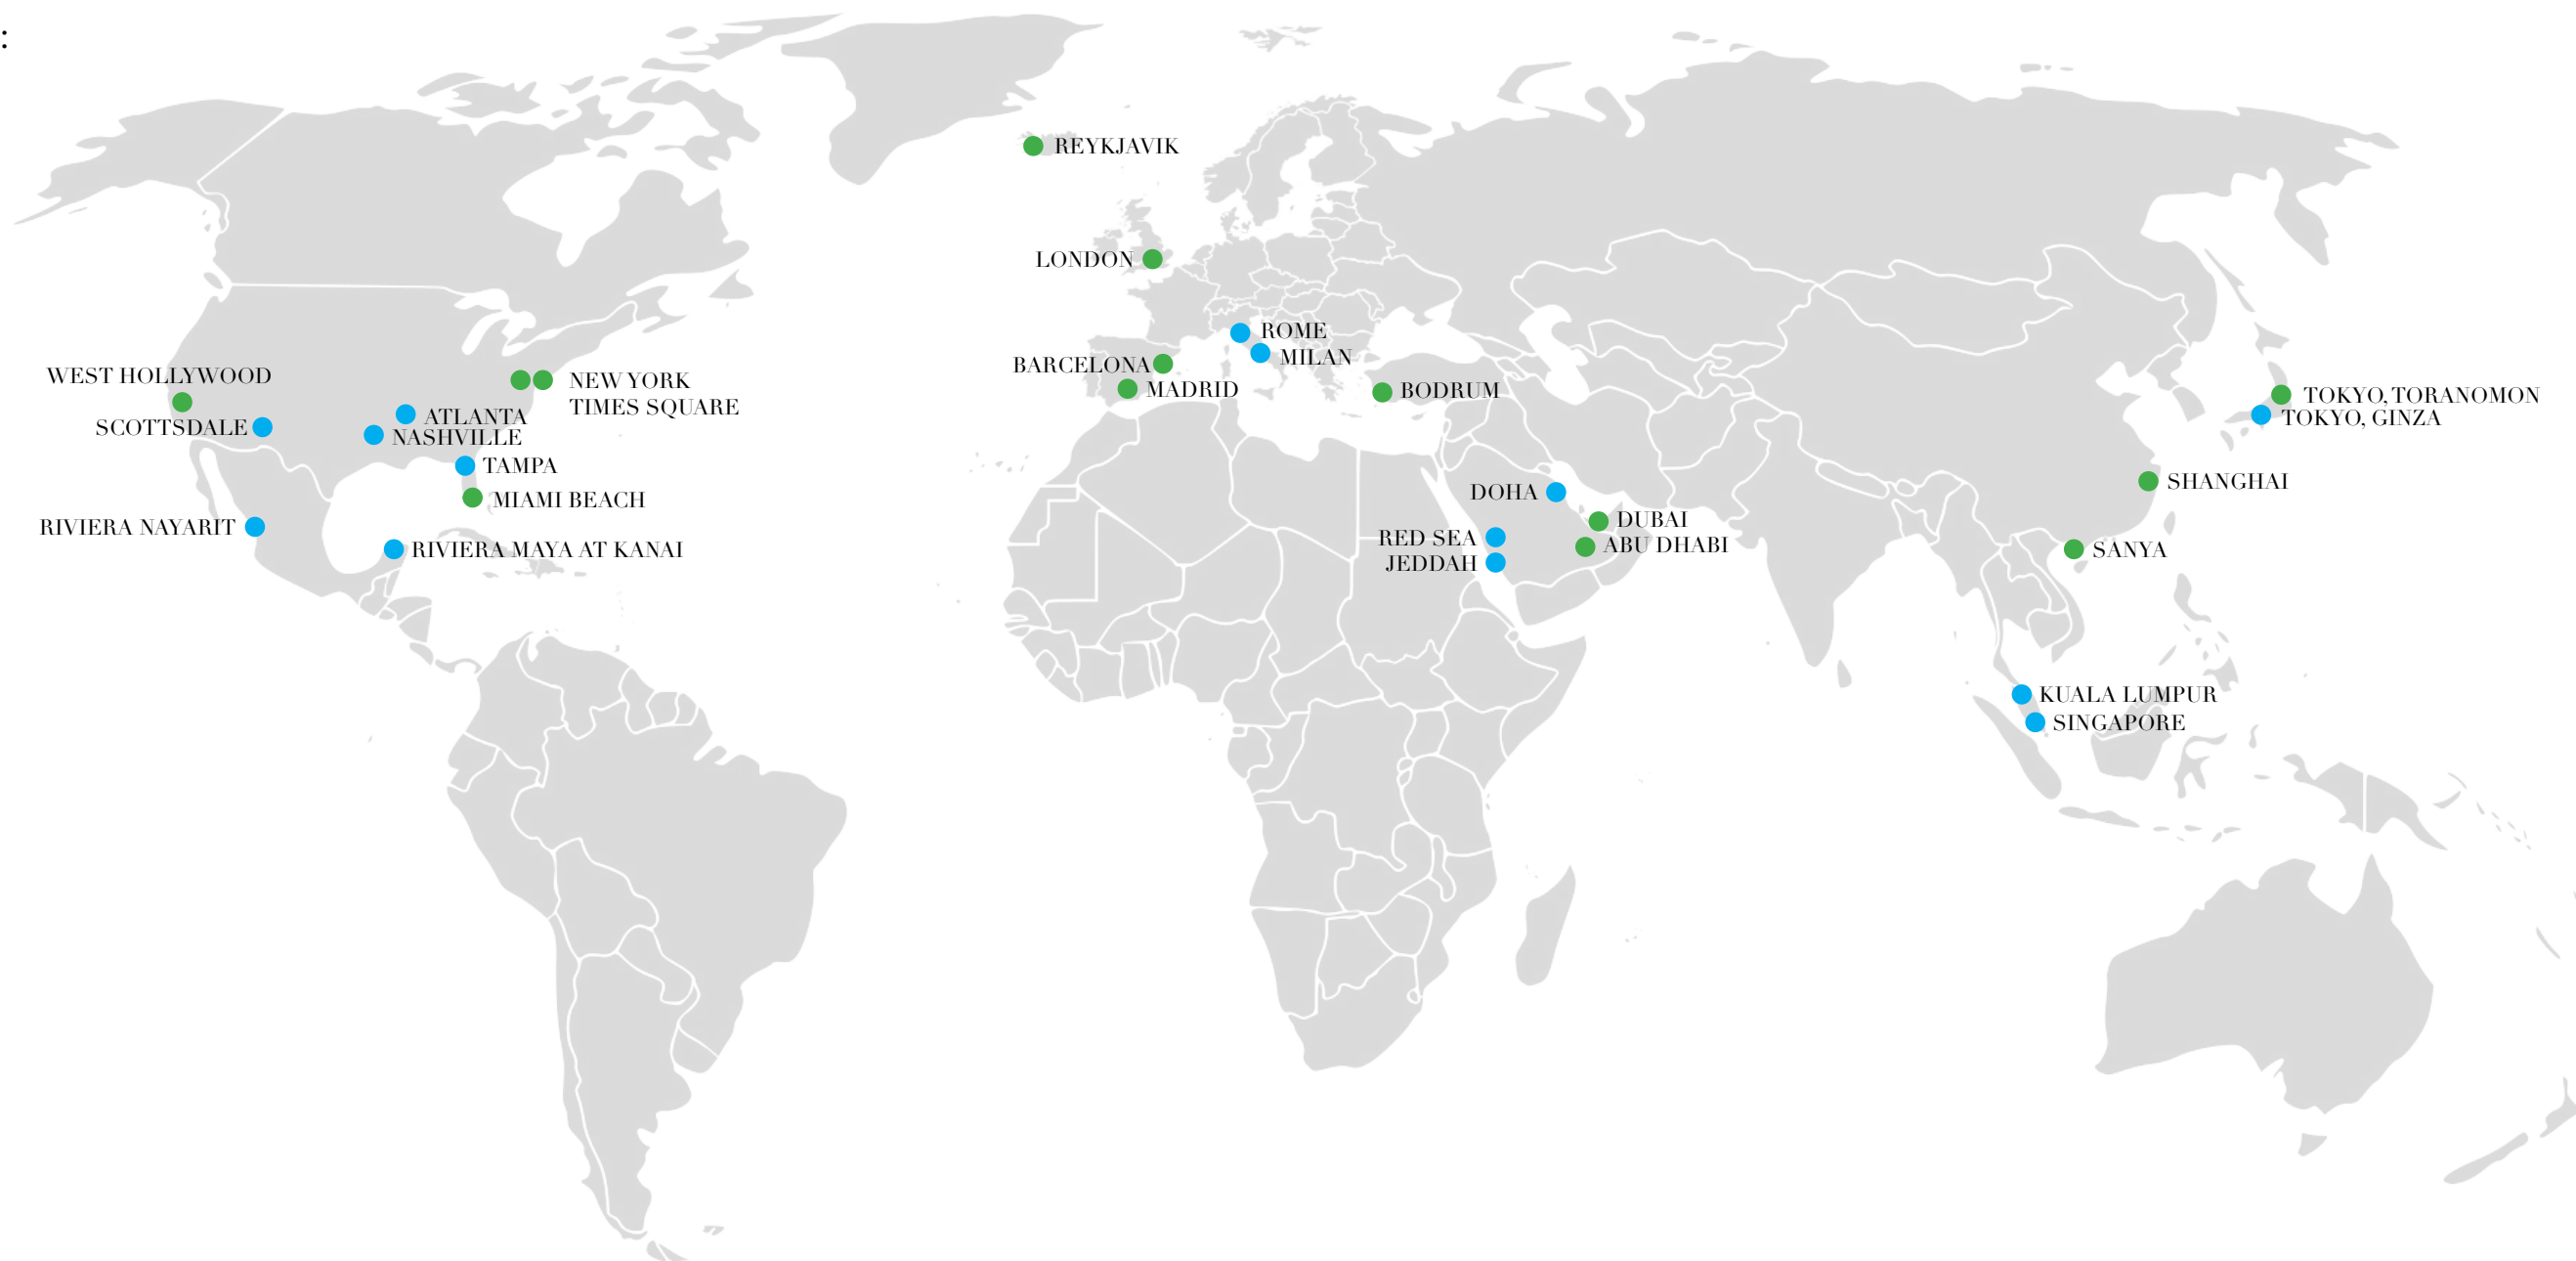 :
REYKJAVIK
LONDON
ROME
MILAN
BARCELONA
MADRID
BODRUM
WEST HOLLYWOOD
SCOTTSDALE
NEW YORK
TIMES SQUARE
ATLANTA
NASHVILLE
TAMPA
MIAMI BEACH
RIVIERA NAYARIT
RIVIERA MAYA AT KANAI
TOKYO, TORANOMON
TOKYO, GINZA
SHANGHAI
SANYA
DOHA
DUBAI
RED SEA
ABU DHABI
JEDDAH
KUALA LUMPUR
SINGAPORE